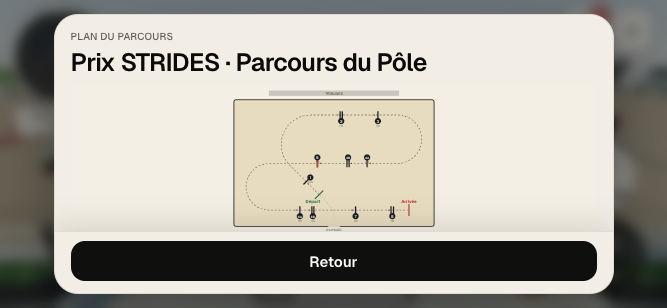 PLAN DU PARCOURS
Prix STRIDES · Parcours du Pôle
Départ
Arrivée
Retour